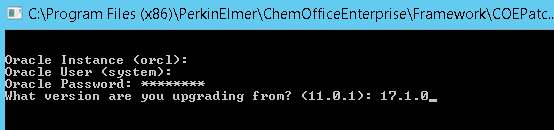 C:\Program Files (x86)\PerkinElmer\ChemOfficeEnterprise\Framework\COEPatc...
Oracle Instance (orcl):
Oracle User (system):
Oracle Password: ********
What version are you upgrading from? (11.0.1): 17.1.0_